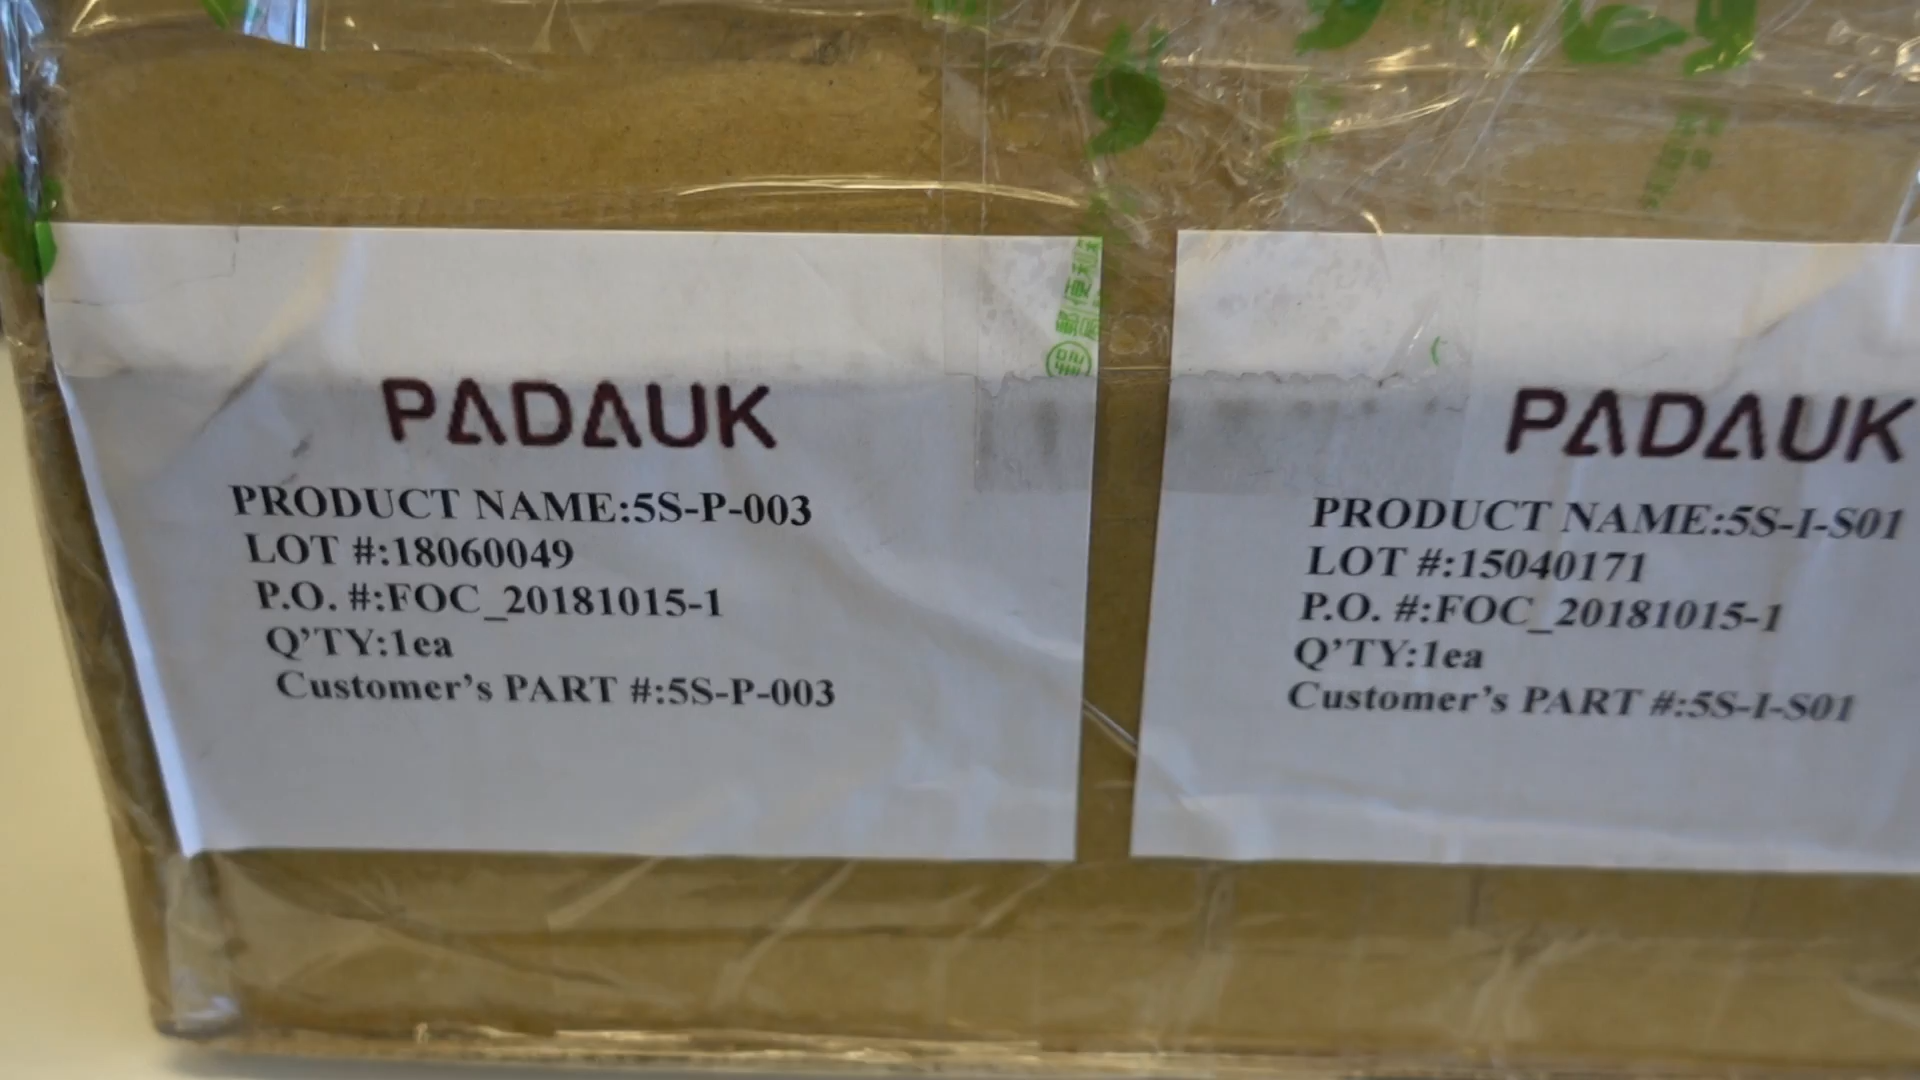 PADAUK
PRODUCT NAME:5S-P-003
LOT #:18060049
P.O. #:FOC_20181015-1
Q'TY:1ea
Customer's PART #:5S-P-003
PADAUK
PRODUCT NAME:5S-I-S01
LOT #:15040171
P.O. #:FOC_20181015-1
Q'TY:1ea
Customer's PART #:5S-I-S01